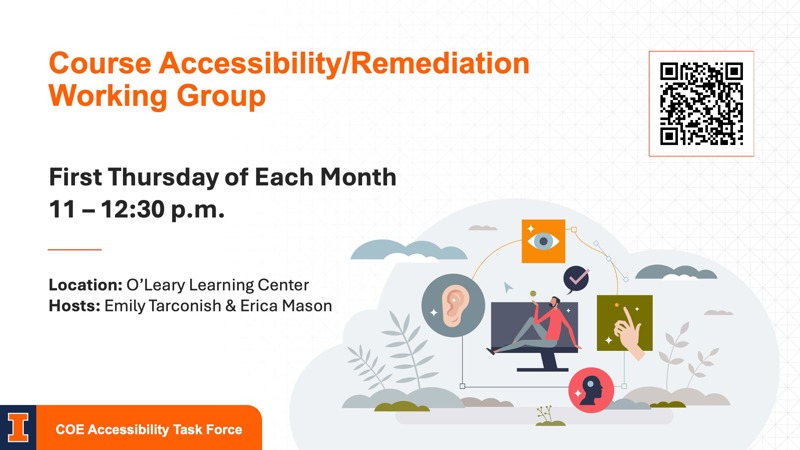 Course Accessibility/Remediation
Working Group
First Thursday of Each Month
11 – 12:30 p.m.
Location: O’Leary Learning Center
Hosts: Emily Tarconish & Erica Mason
I COE Accessibility Task Force